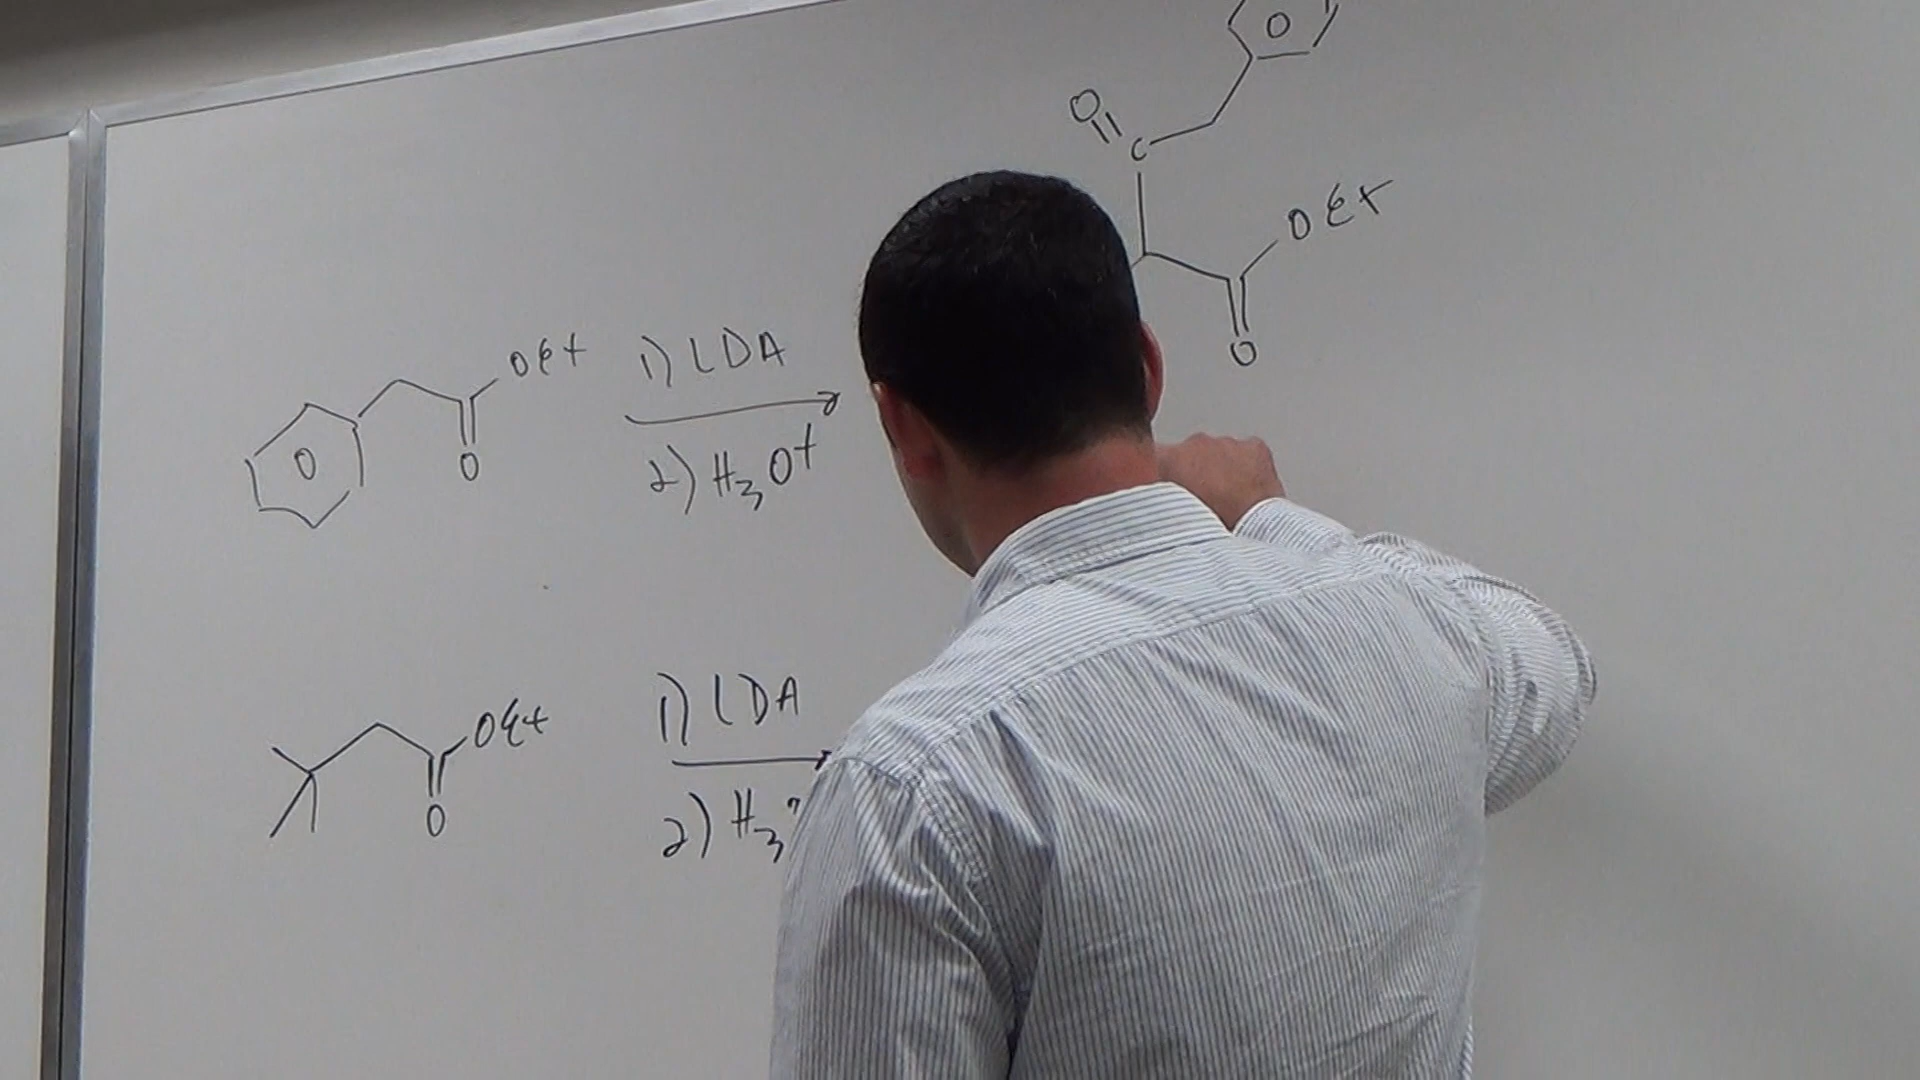 O
O
C
OEt
O
O
OEt
O
1) LDA
2) H3O+
OEt
O
1) LDA
2) H3